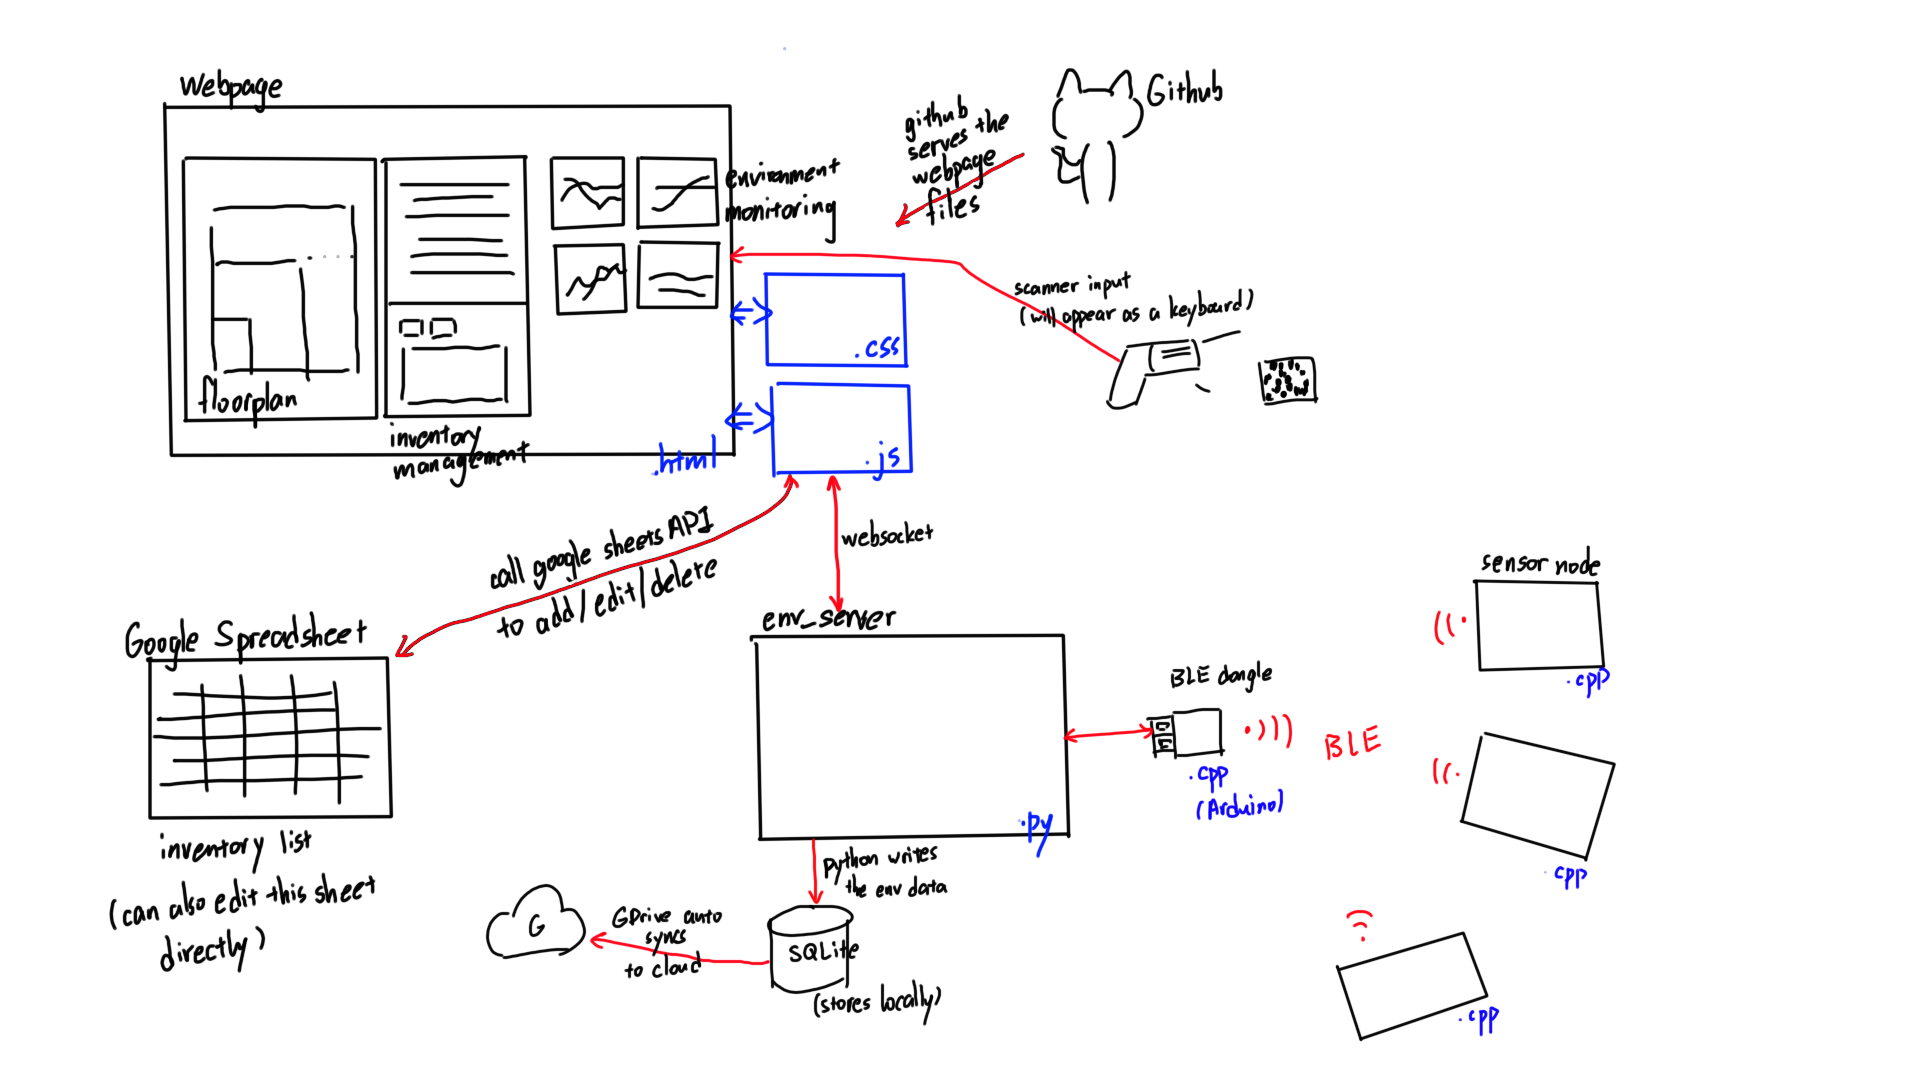 Webpage
floorplan
inventory
management
environment
monitoring
.html
.css
.js
github
serves the
webpage
files
Github
scanner input
(will appear as a keyboard)
call google sheets API
to add/edit/delete
websocket
Google Spreadsheet
inventory list
(can also edit this sheet
directly)
env_server
.py
python writes
the env data
SQLite
(stores locally)
GDrive auto
syncs
to cloud
G
BLE dongle
.cpp
(Arduino)
BLE
sensor node
.cpp
.cpp
.cpp